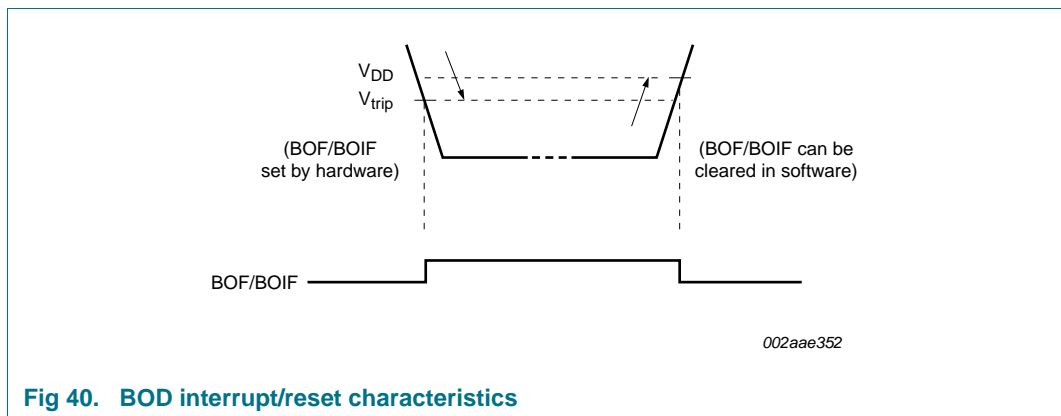 VDD
Vtrip
(BOF/BOIF
set by hardware)
(BOF/BOIF can be
cleared in software)
BOF/BOIF
002aae352
Fig 40. BOD interrupt/reset characteristics